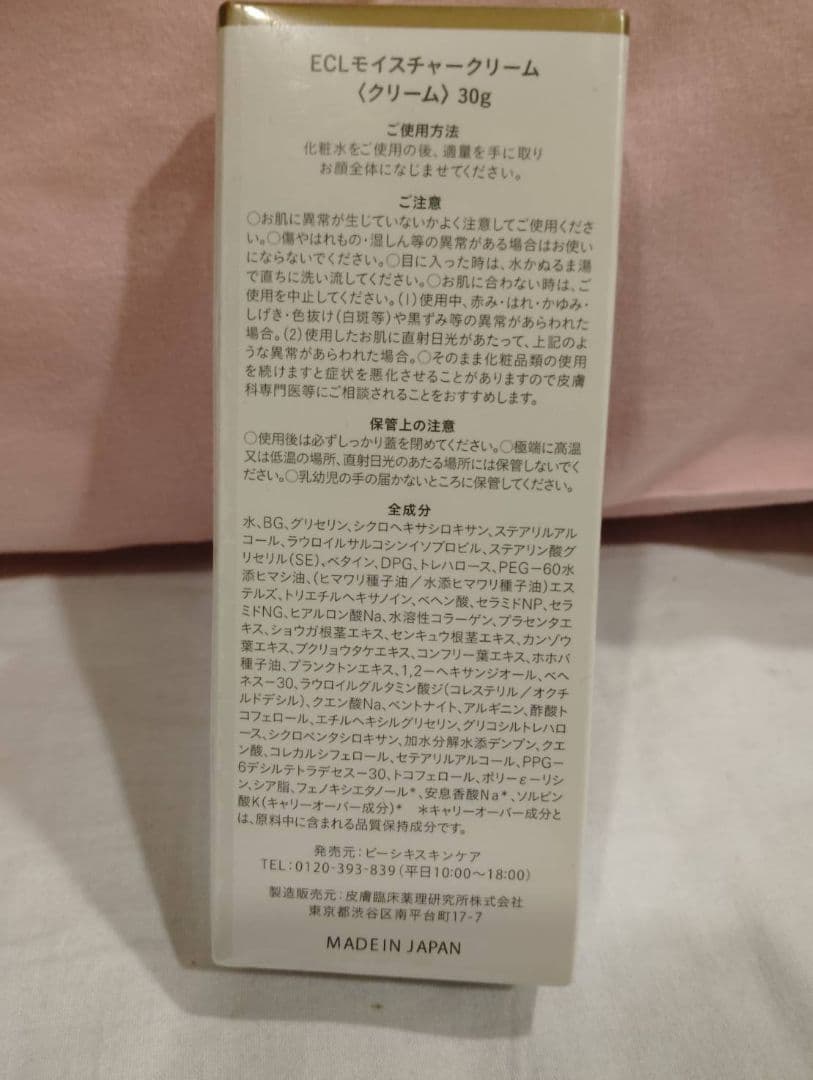 ECLモイスチャークリーム
〈クリーム〉30g
ご使用方法
化粧水をご使用の後、適量を手に取り
お顔全体になじませてください。
ご注意
○お肌に異常が生じていないかよく注意してご使用くださ
い。○傷やはれもの・湿しん等の異常がある場合はお使い
にならないでください。○目に入った時は、水かぬるま湯
で直ちに洗い流してください。○お肌に合わない時は、ご
使用を中止してください。(1)使用中、赤み・はれ・かゆみ・
しげき・色抜け(白斑等)や黒ずみ等の異常があらわれた
場合。(2)使用したお肌に直射日光があたって、上記のよ
うな異常があらわれた場合。○そのまま化粧品類の使用
を続けますと症状を悪化させることがありますので皮膚
科専門医等にご相談されることをおすすめします。
保管上の注意
○使用後は必ずしっかり蓋を閉めてください。○極端に高温
又は低温の場所、直射日光のあたる場所には保管しないでく
ださい。○乳幼児の手の届かないところに保管してください。
全成分
水、BG、グリセリン、シクロヘキサシロキサン、ステアリルアル
コール、ラウロイルサルコシンイソプロピル、ステアリン酸グ
リセリル(SE)、ベタイン、DPG、トレハロース、PEG－60水
添ヒマシ油、(ヒマワリ種子油／水添ヒマワリ種子油)エス
テルズ、トリエチルヘキサノイン、ベヘン酸、セラミドNP、セラ
ミドNG、ヒアルロン酸Na、水溶性コラーゲン、プラセンタエ
キス、ショウガ根茎エキス、センキュウ根茎エキス、カンゾウ
葉エキス、ブクリョウタケエキス、コンフリー葉エキス、ホホバ
種子油、プランクトンエキス、1,2－ヘキサンジオール、ベヘ
ネス－30、ラウロイルグルタミン酸ジ(コレステリル／オクチ
ルドデシル)、クエン酸Na、ベントナイト、アルギニン、酢酸ト
コフェロール、エチルヘキシルグリセリン、グリコシルトレハロ
ース、シクロペンタシロキサン、加水分解水添デンプン、クエ
ン酸、コレカルシフェロール、セテアリルアルコール、PPG－
6デシルテトラデセス－30、トコフェロール、ポリーε－リシ
ン、シア脂、フェノキシエタノール*、安息香酸Na*、ソルビン
酸K(キャリーオーバー成分)* ＊キャリーオーバー成分と
は、原料中に含まれる品質保持成分です。
発売元：ビーシキスキンケア
TEL：0120-393-839(平日10:00〜18:00)
製造販売元：皮膚臨床薬理研究所株式会社
東京都渋谷区南平台町17-7
MADE IN JAPAN